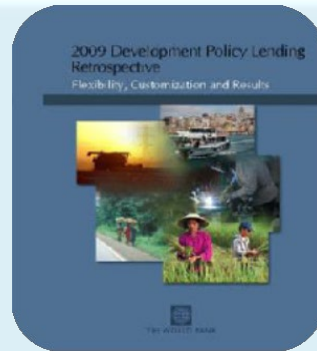 2009 Development Policy Lending
Retrospective
Flexibility, Customization and Results
THE WORLD BANK